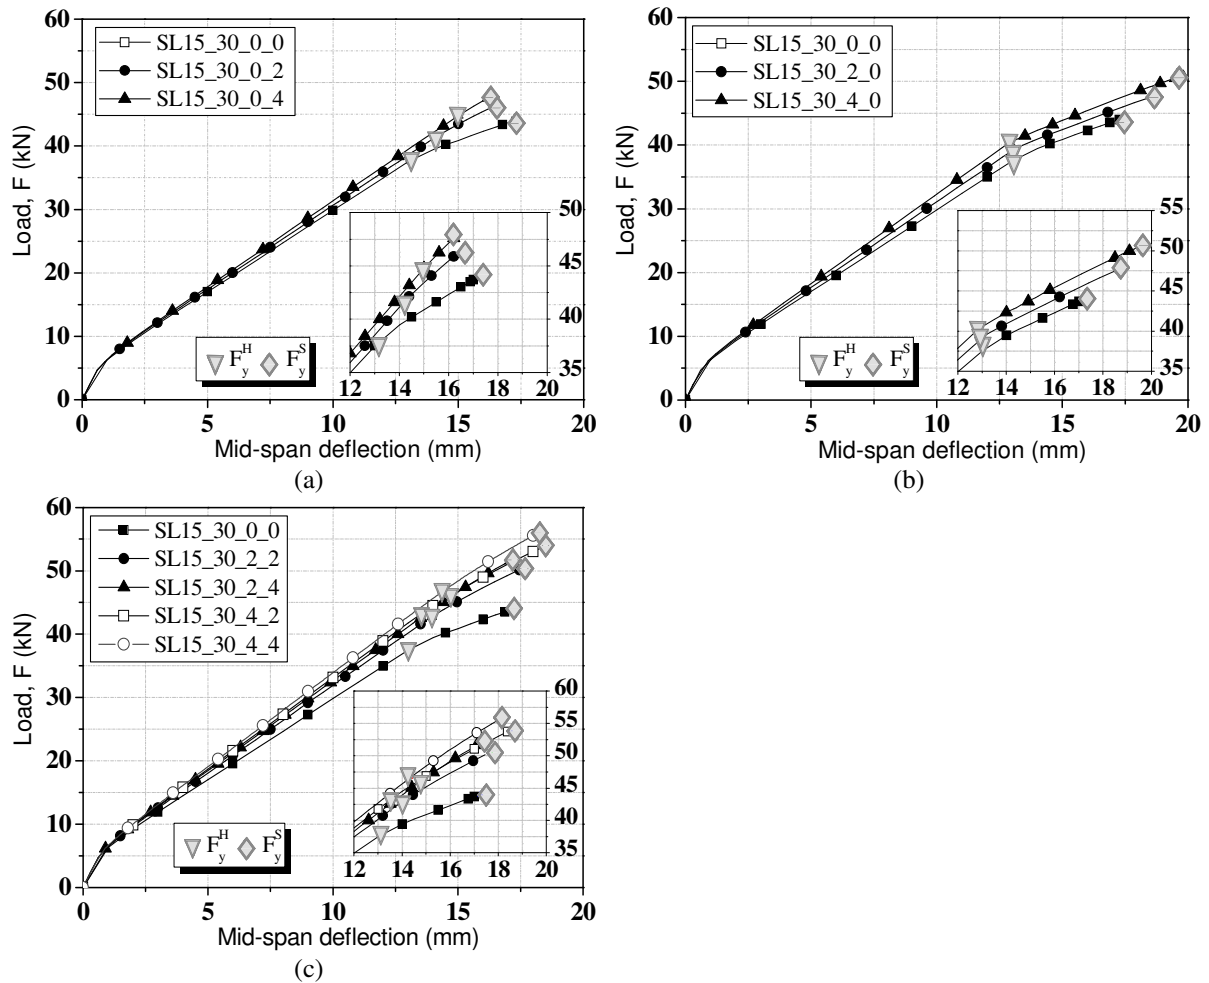 60
50
40
30
20
10
0
Load, F (kN)
SL15_30_0_0
SL15_30_0_2
SL15_30_0_4
F_y^H F_y^S
50
45
40
35
12 14 16 18 20
0 5 10 15 20
Mid-span deflection (mm)
(a)
60
50
40
30
20
10
0
Load, F (kN)
SL15_30_0_0
SL15_30_2_0
SL15_30_4_0
F_y^H F_y^S
55
50
45
40
35
12 14 16 18 20
0 5 10 15 20
Mid-span deflection (mm)
(b)
60
50
40
30
20
10
0
Load, F (kN)
SL15_30_0_0
SL15_30_2_2
SL15_30_2_4
SL15_30_4_2
SL15_30_4_4
F_y^H F_y^S
60
55
50
45
40
35
12 14 16 18 20
0 5 10 15 20
Mid-span deflection (mm)
(c)